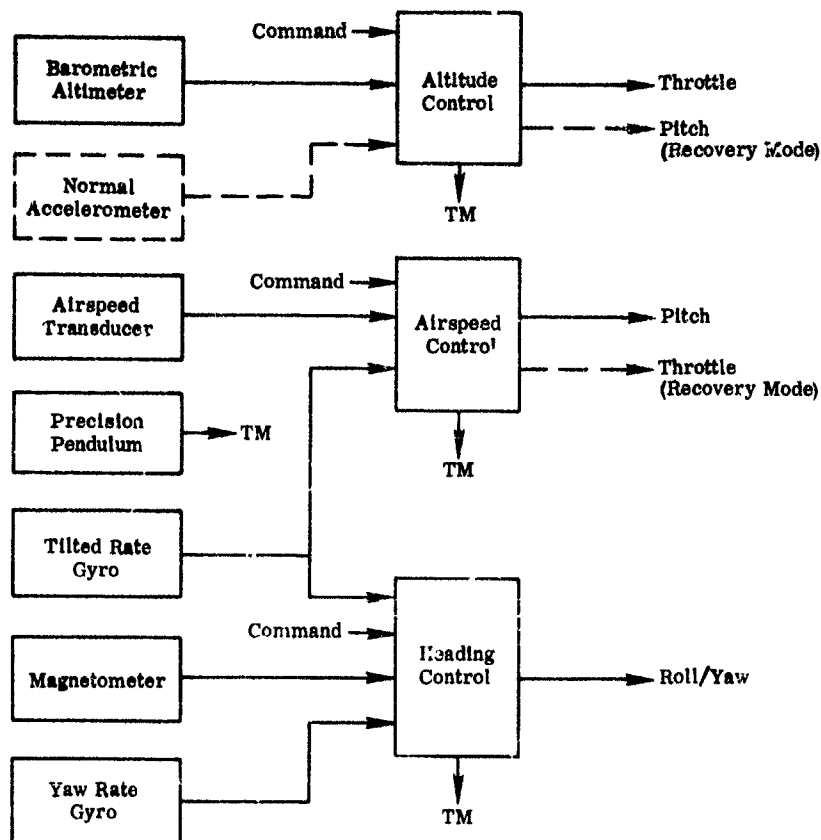 Command
Barometric
Altimeter
Altitude
Control
Throttle
Pitch
(Recovery Mode)
Normal
Accelerometer
TM
Command
Airspeed
Transducer
Airspeed
Control
Pitch
Throttle
(Recovery Mode)
Precision
Pendulum
TM
TM
Tilted Rate
Gyro
Command
Magnetometer
Heading
Control
Roll/Yaw
Yaw Rate
Gyro
TM